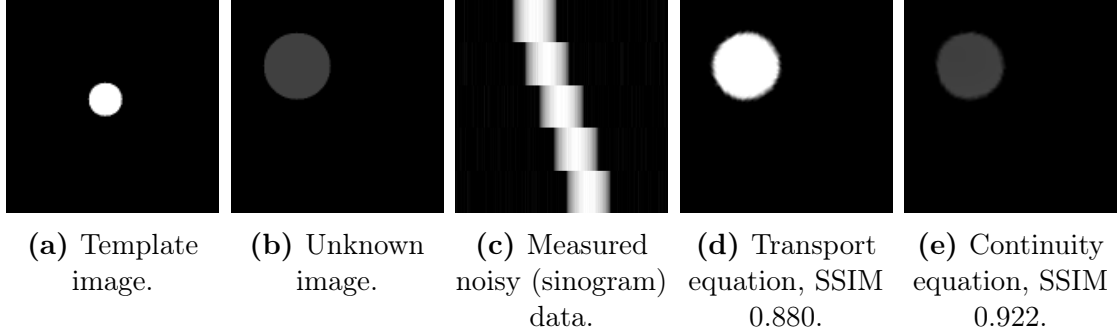 (a) Template
image.
(b) Unknown
image.
(c) Measured
noisy (sinogram)
data.
(d) Transport
equation, SSIM
0.880.
(e) Continuity
equation, SSIM
0.922.